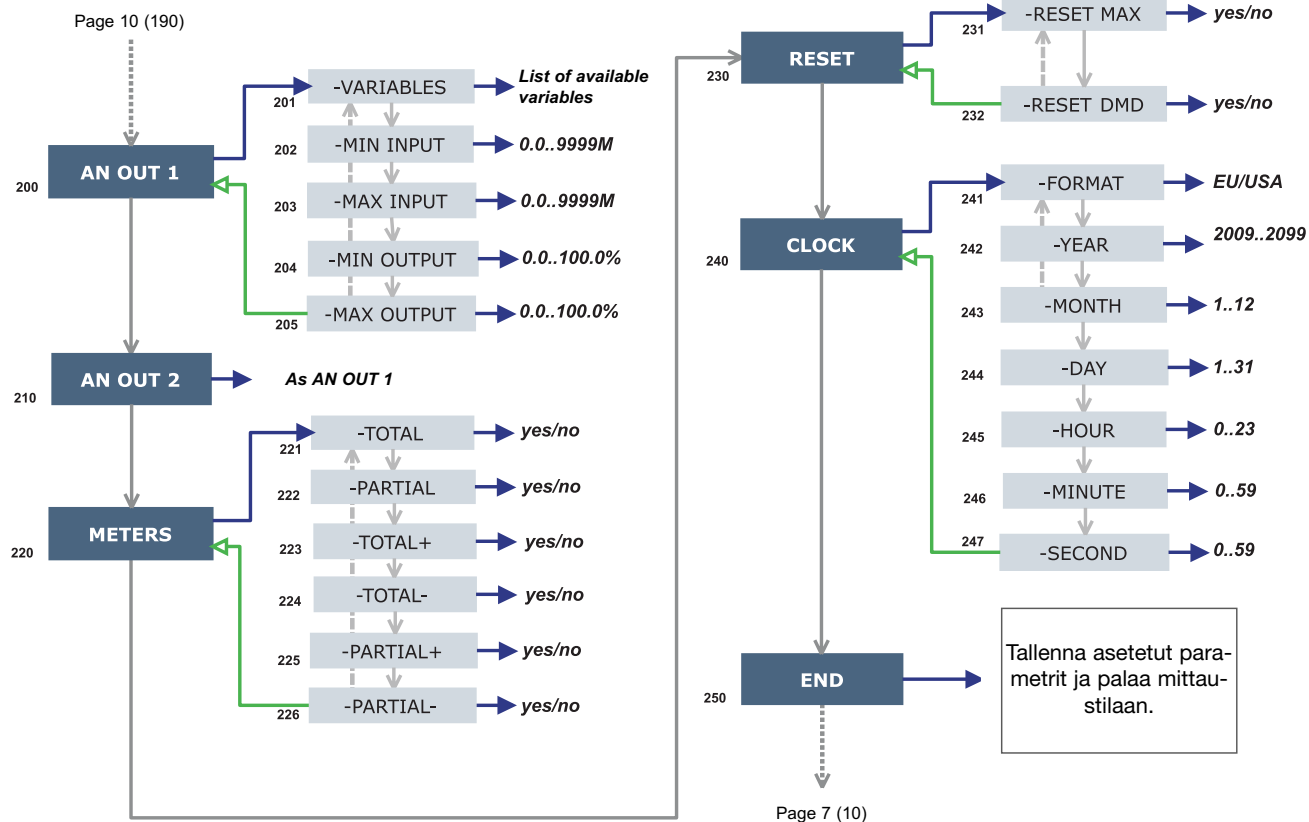 Page 10 (190)
200
AN OUT 1
201
-VARIABLES
List of available
variables
202
-MIN INPUT
0.0..9999M
203
-MAX INPUT
0.0..9999M
204
-MIN OUTPUT
0.0..100.0%
205
-MAX OUTPUT
0.0..100.0%
210
AN OUT 2
As AN OUT 1
220
METERS
221
-TOTAL
yes/no
222
-PARTIAL
yes/no
223
-TOTAL+
yes/no
224
-TOTAL-
yes/no
225
-PARTIAL+
yes/no
226
-PARTIAL-
yes/no
230
RESET
231
-RESET MAX
yes/no
232
-RESET DMD
yes/no
240
CLOCK
241
-FORMAT
EU/USA
242
-YEAR
2009..2099
243
-MONTH
1..12
244
-DAY
1..31
245
-HOUR
0..23
246
-MINUTE
0..59
247
-SECOND
0..59
250
END
Tallenna asetetut para-
metrit ja palaa mittau-
stilaan.
Page 7 (10)